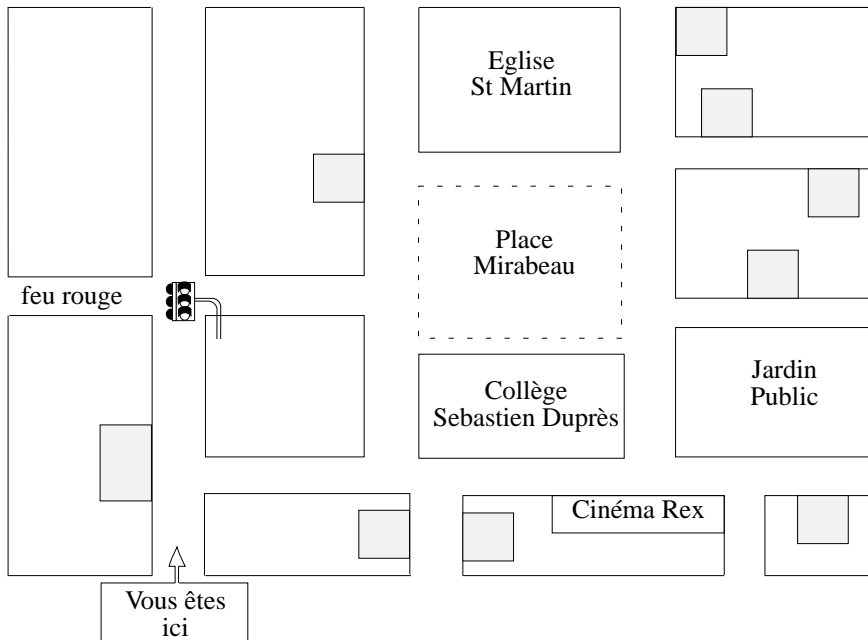 Eglise
St Martin
Place
Mirabeau
feu rouge
Collège
Sebastien Duprès
Jardin
Public
Cinéma Rex
Vous êtes
ici